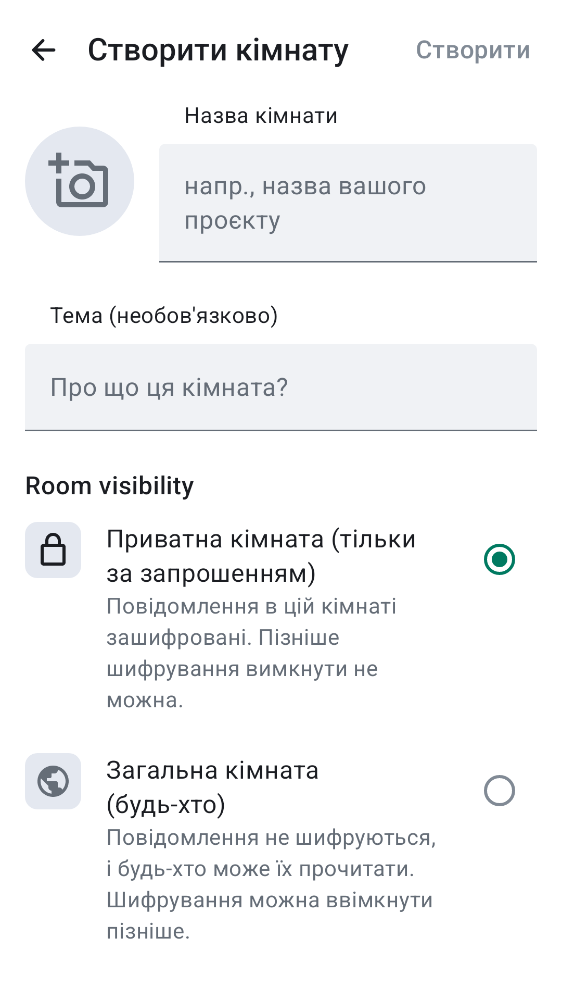 Створити кімнату
Створити
Назва кімнати
напр., назва вашого
проєкту
Тема (необов'язково)
Про що ця кімната?
Room visibility
Приватна кімната (тільки
за запрошенням)
Повідомлення в цій кімнаті
зашифровані. Пізніше
шифрування вимкнути не
можна.
Загальна кімната
(будь-хто)
Повідомлення не шифруються,
і будь-хто може їх прочитати.
Шифрування можна ввімкнути
пізніше.